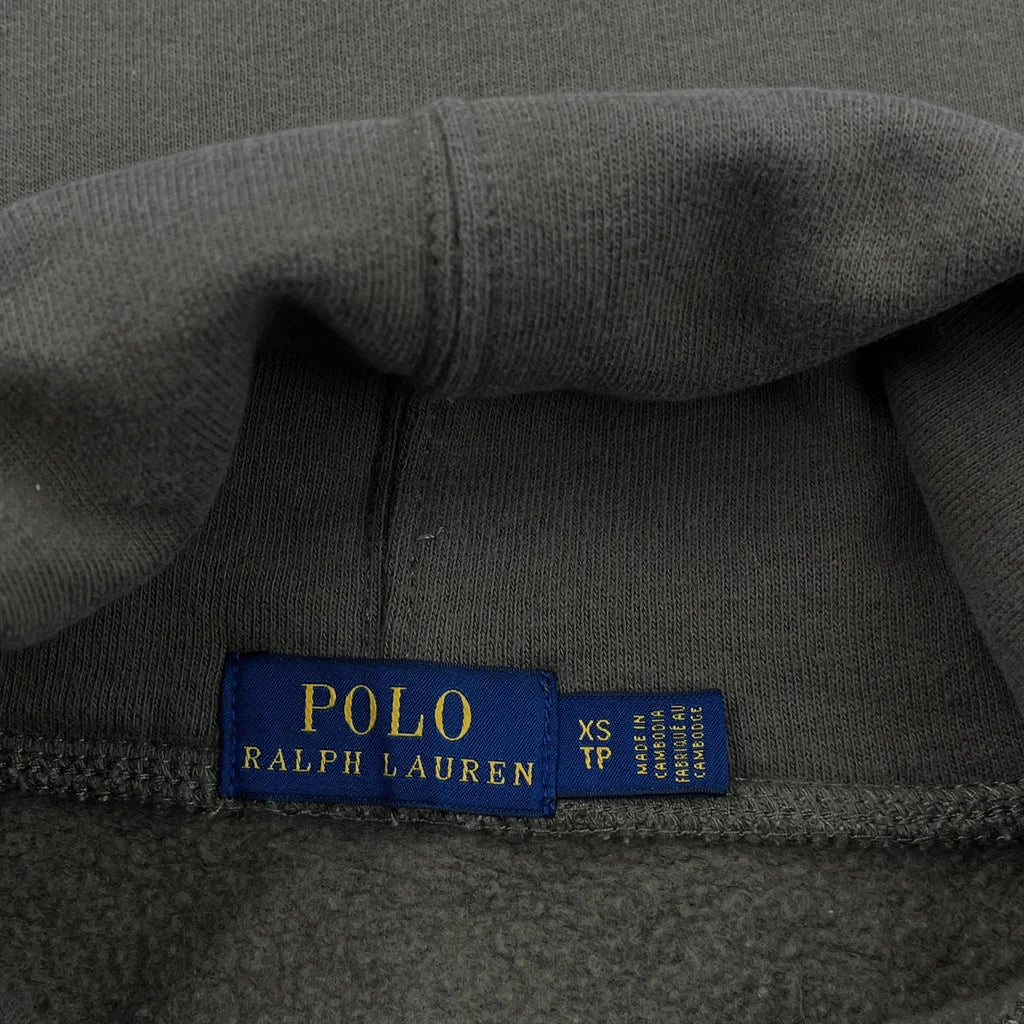 POLO
RALPH LAUREN
XS
TP
MADE IN
CAMBODIA
FABRIQUÉ AU
CAMBODGE